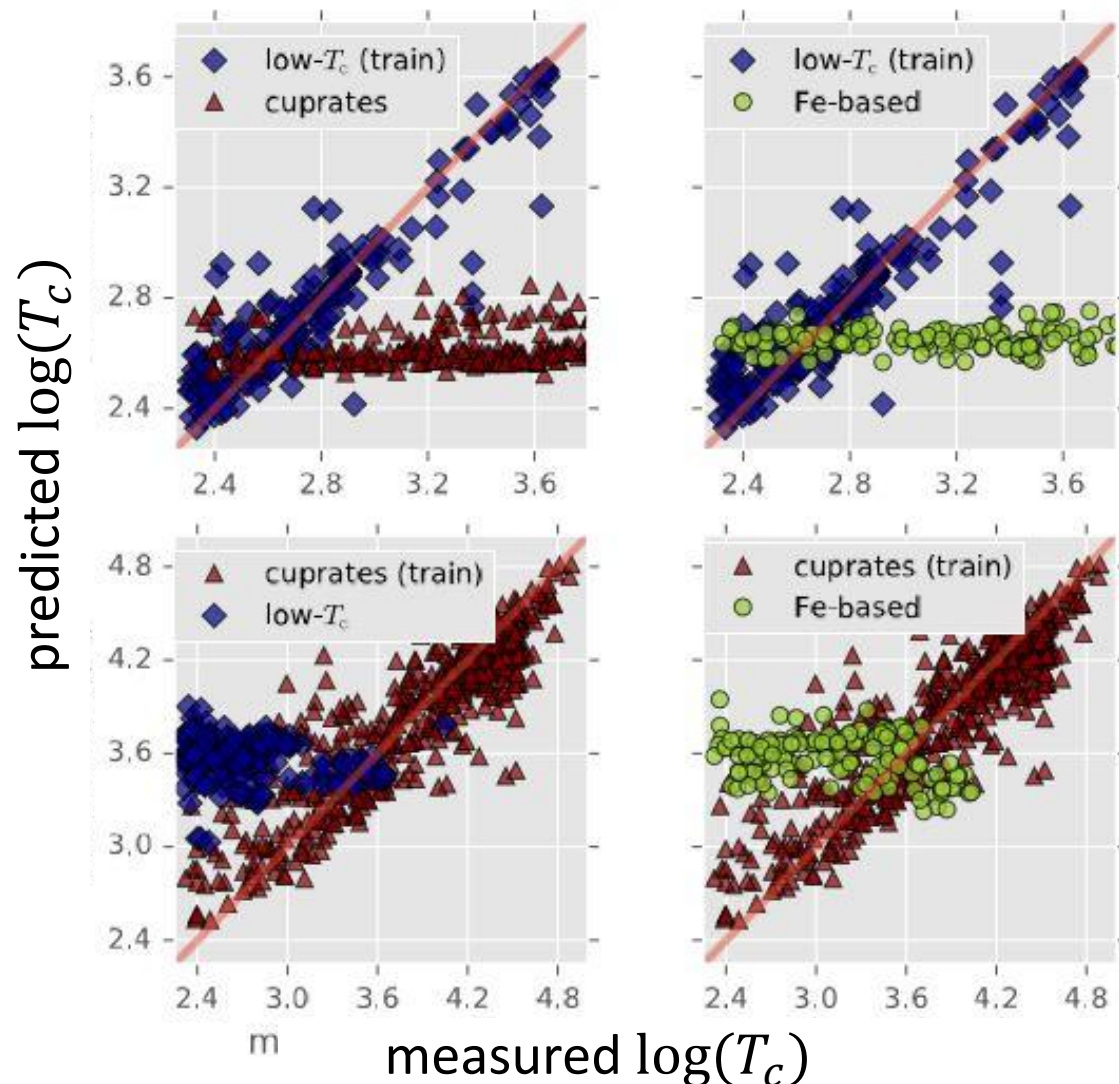 low-T_c (train)
cuprates
3.6
3.2
2.8
2.4
2.4 2.8 3.2 3.6
low-T_c (train)
Fe-based
2.4 2.8 3.2 3.6
predicted log(T_c)
cuprates (train)
low-T_c
4.8
4.2
3.6
3.0
2.4
2.4 3.0 3.6 4.2 4.8
cuprates (train)
Fe-based
2.4 3.0 3.6 4.2 4.8
m
measured log(T_c)